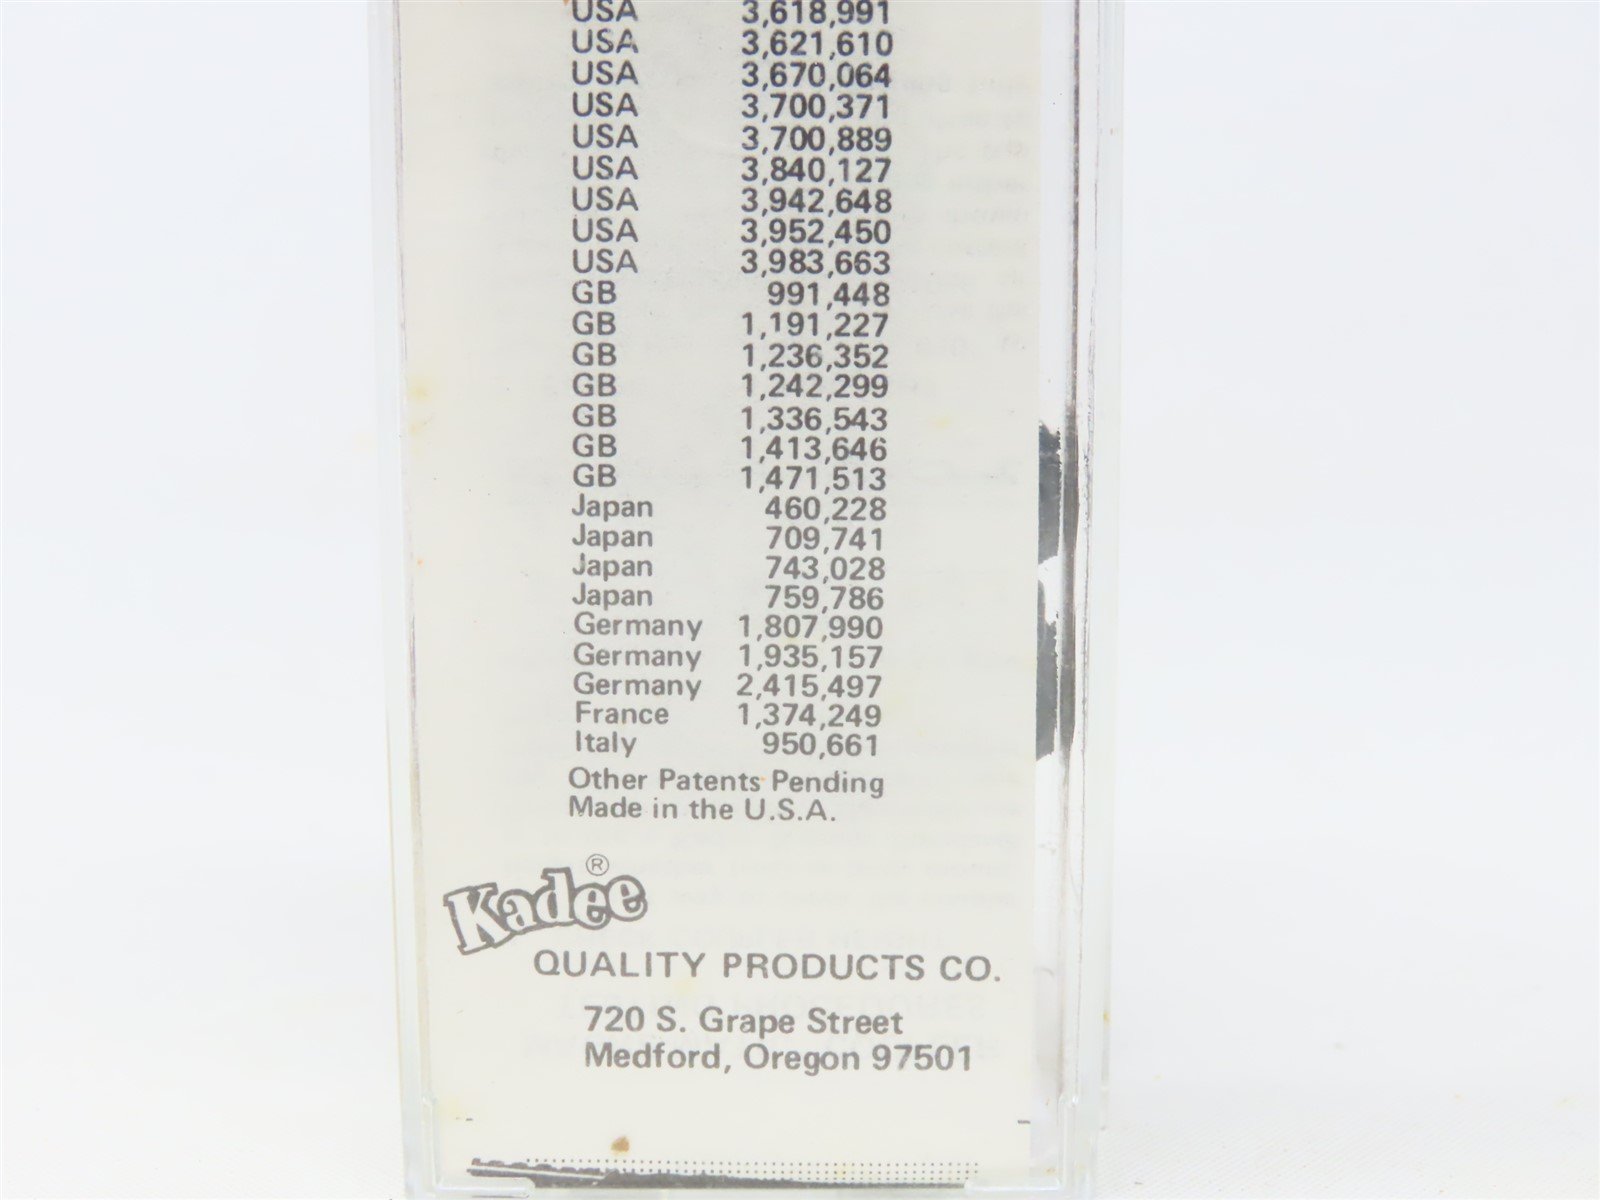 USA 3,618,991
USA 3,621,610
USA 3,670,064
USA 3,700,371
USA 3,700,889
USA 3,840,127
USA 3,942,648
USA 3,952,450
USA 3,983,663
GB 991,448
GB 1,191,227
GB 1,236,352
GB 1,242,299
GB 1,336,543
GB 1,413,646
GB 1,471,513
Japan 460,228
Japan 709,741
Japan 743,028
Japan 759,786
Germany 1,807,990
Germany 1,935,157
Germany 2,415,497
France 1,374,249
Italy 950,661
Other Patents Pending
Made in the U.S.A.
Kadee®
QUALITY PRODUCTS CO.
720 S. Grape Street
Medford, Oregon 97501